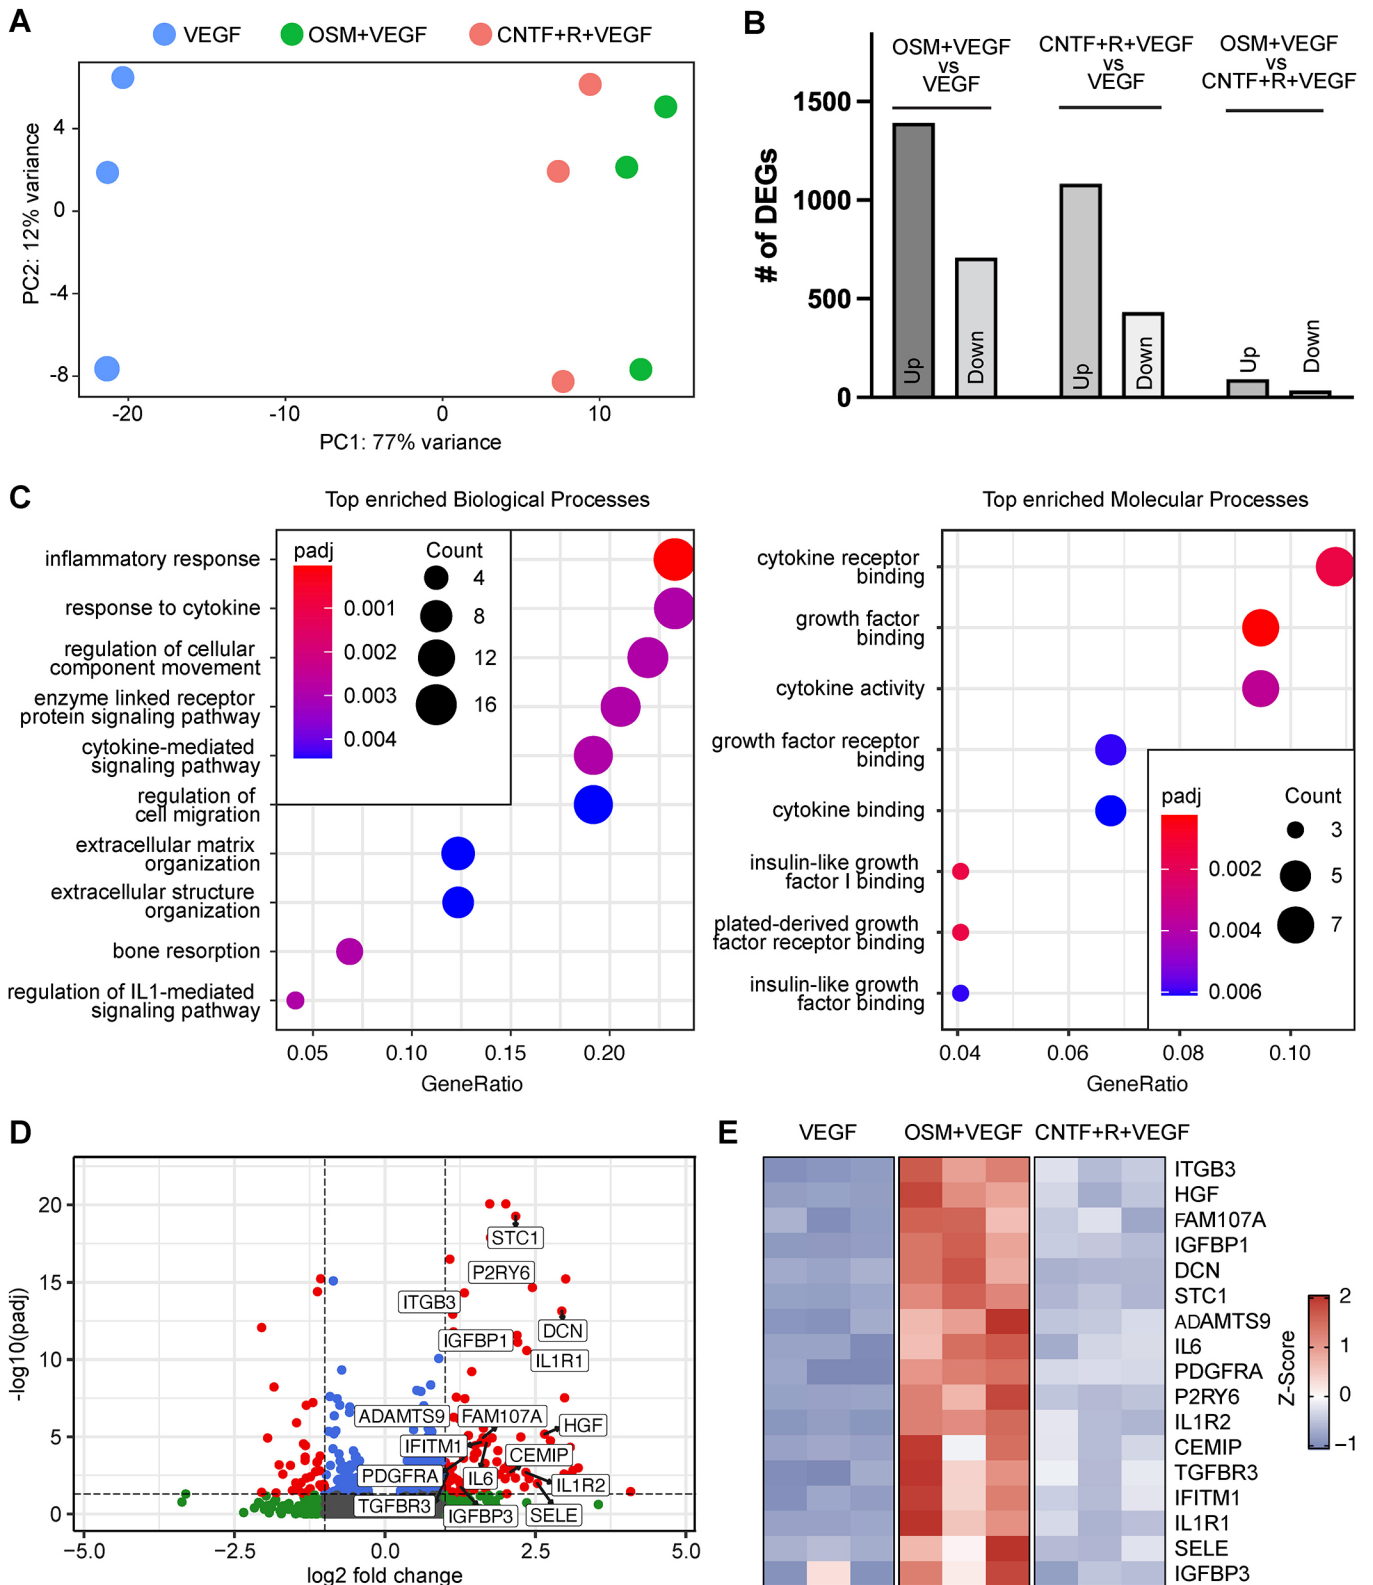 A
VEGF
OSM+VEGF
CNTF+R+VEGF
PC2: 12% variance
4
0
-4
-8
-20
-10
0
10
PC1: 77% variance
B
OSM+VEGF
vs
VEGF
CNTF+R+VEGF
vs
VEGF
OSM+VEGF
vs
CNTF+R+VEGF
# of DEGs
1500
1000
500
0
Up
Down
Up
Down
Up
Down
C
Top enriched Biological Processes
inflammatory response
response to cytokine
regulation of cellular
component movement
enzyme linked receptor
protein signaling pathway
cytokine-mediated
signaling pathway
regulation of
cell migration
extracellular matrix
organization
extracellular structure
organization
bone resorption
regulation of IL1-mediated
signaling pathway
padj
0.001
0.002
0.003
0.004
Count
4
8
12
16
0.05
0.10
0.15
0.20
GeneRatio
Top enriched Molecular Processes
cytokine receptor
binding
growth factor
binding
cytokine activity
growth factor receptor
binding
cytokine binding
insulin-like growth
factor I binding
plated-derived growth
factor receptor binding
insulin-like growth
factor binding
padj
0.002
0.004
0.006
Count
3
5
7
0.04
0.06
0.08
0.10
GeneRatio
D
-log10(padj)
20
15
10
5
0
STC1
P2RY6
ITGB3
DCN
IGFBP1
IL1R1
ADAMTS9
FAM107A
HGF
IFITM1
CEMIP
PDGFRA
IL6
IL1R2
TGFBR3
IGFBP3
SELE
−5.0
−2.5
0.0
2.5
5.0
log2 fold change
E
VEGF
OSM+VEGF
CNTF+R+VEGF
ITGB3
HGF
FAM107A
IGFBP1
DCN
STC1
ADAMTS9
IL6
PDGFRA
P2RY6
IL1R2
CEMIP
TGFBR3
IFITM1
IL1R1
SELE
IGFBP3
Z-Score
2
1
0
−1